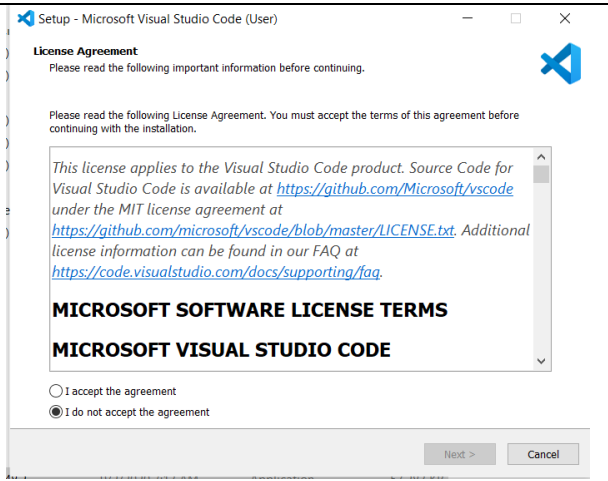 Setup - Microsoft Visual Studio Code (User)
License Agreement
Please read the following important information before continuing.
Please read the following License Agreement. You must accept the terms of this agreement before
continuing with the installation.
This license applies to the Visual Studio Code product. Source Code for
Visual Studio Code is available at https://github.com/Microsoft/vscode
under the MIT license agreement at
https://github.com/microsoft/vscode/blob/master/LICENSE.txt. Additional
license information can be found in our FAQ at
https://code.visualstudio.com/docs/supporting/faq.
MICROSOFT SOFTWARE LICENSE TERMS
MICROSOFT VISUAL STUDIO CODE
I accept the agreement
I do not accept the agreement
Next >
Cancel